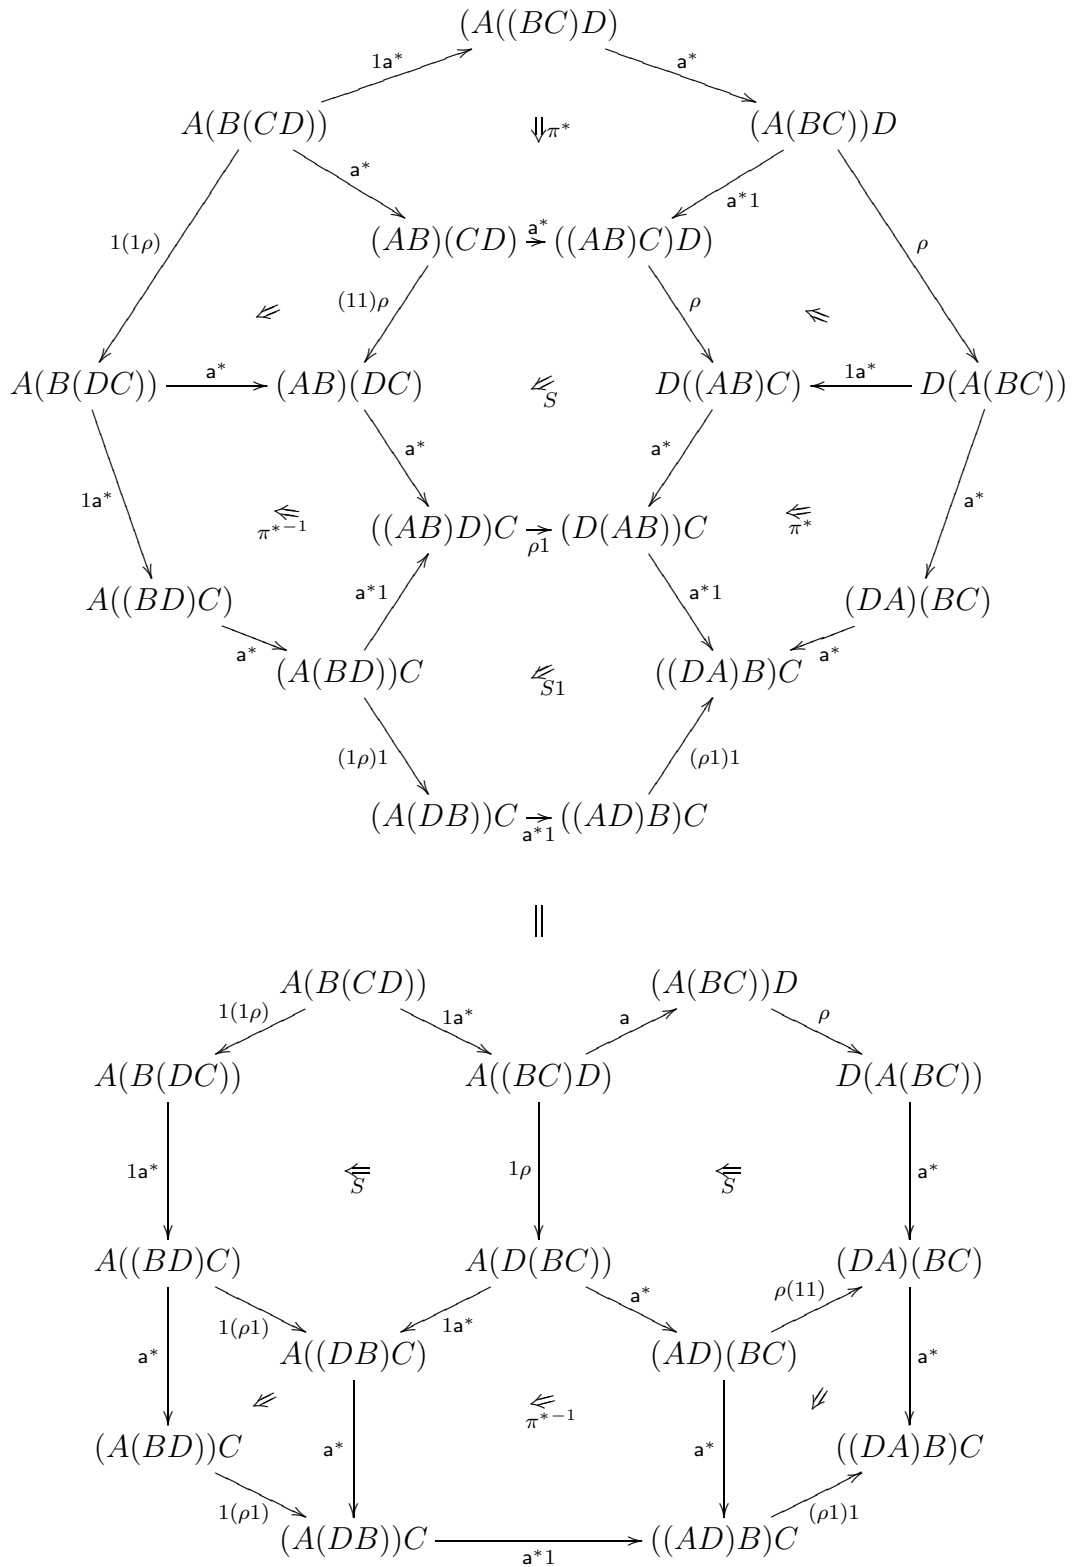 (A((BC)D)
1a* a*
A(B(CD)) ⇓π* (A(BC))D
a* a*1
1(1ρ) (AB)(CD) a* ((AB)C)D) ρ
(11)ρ ρ
A(B(DC)) a* (AB)(DC) S D((AB)C) 1a* D(A(BC))
a* a*
1a* a*
π*⁻¹ ((AB)D)C ρ1 (D(AB))C π*
A((BD)C) a*1 a*1 (DA)(BC)
a* (A(BD))C S1 ((DA)B)C a*
(1ρ)1 (ρ1)1
(A(DB))C a*1 ((AD)B)C
||
A(B(CD)) (A(BC))D
1(1ρ) 1a* a ρ
A(B(DC)) A((BC)D) D(A(BC))
1a* S 1ρ S a*
A((BD)C) A(D(BC)) (DA)(BC)
1(ρ1) 1a* a* ρ(11)
a* A((DB)C) (AD)(BC) a*
π*⁻¹
(A(BD))C a* a* ((DA)B)C
1(ρ1) (ρ1)1
(A(DB))C a*1 ((AD)B)C